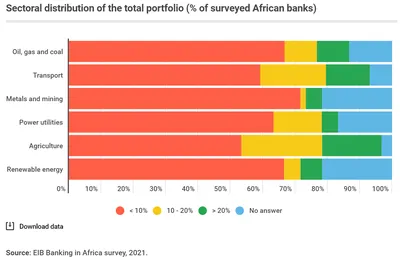 Sectoral distribution of the total portfolio (% of surveyed African banks)
Oil, gas and coal
Transport
Metals and mining
Power utilities
Agriculture
Renewable energy
0% 10% 20% 30% 40% 50% 60% 70% 80% 90% 100%
< 10% 10 - 20% > 20% No answer
Download data
Source: EIB Banking in Africa survey, 2021.